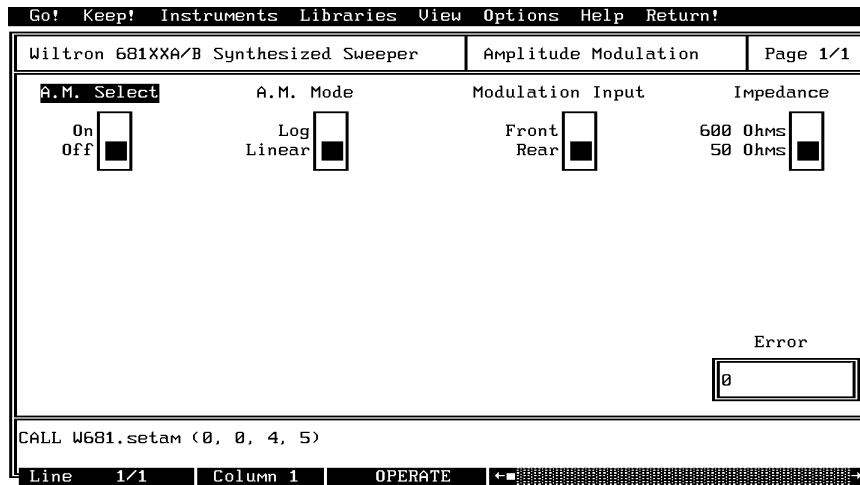 Go! Keep! Instruments Libraries View Options Help Return!
Wiltron 681XXA/B Synthesized Sweeper Amplitude Modulation Page 1/1
A.M. Select A.M. Mode Modulation Input Impedance
On Log Front 600 Ohms
Off Linear Rear 50 Ohms
Error
0
CALL W681.setam (0, 0, 4, 5)
Line 1/1 Column 1 OPERATE